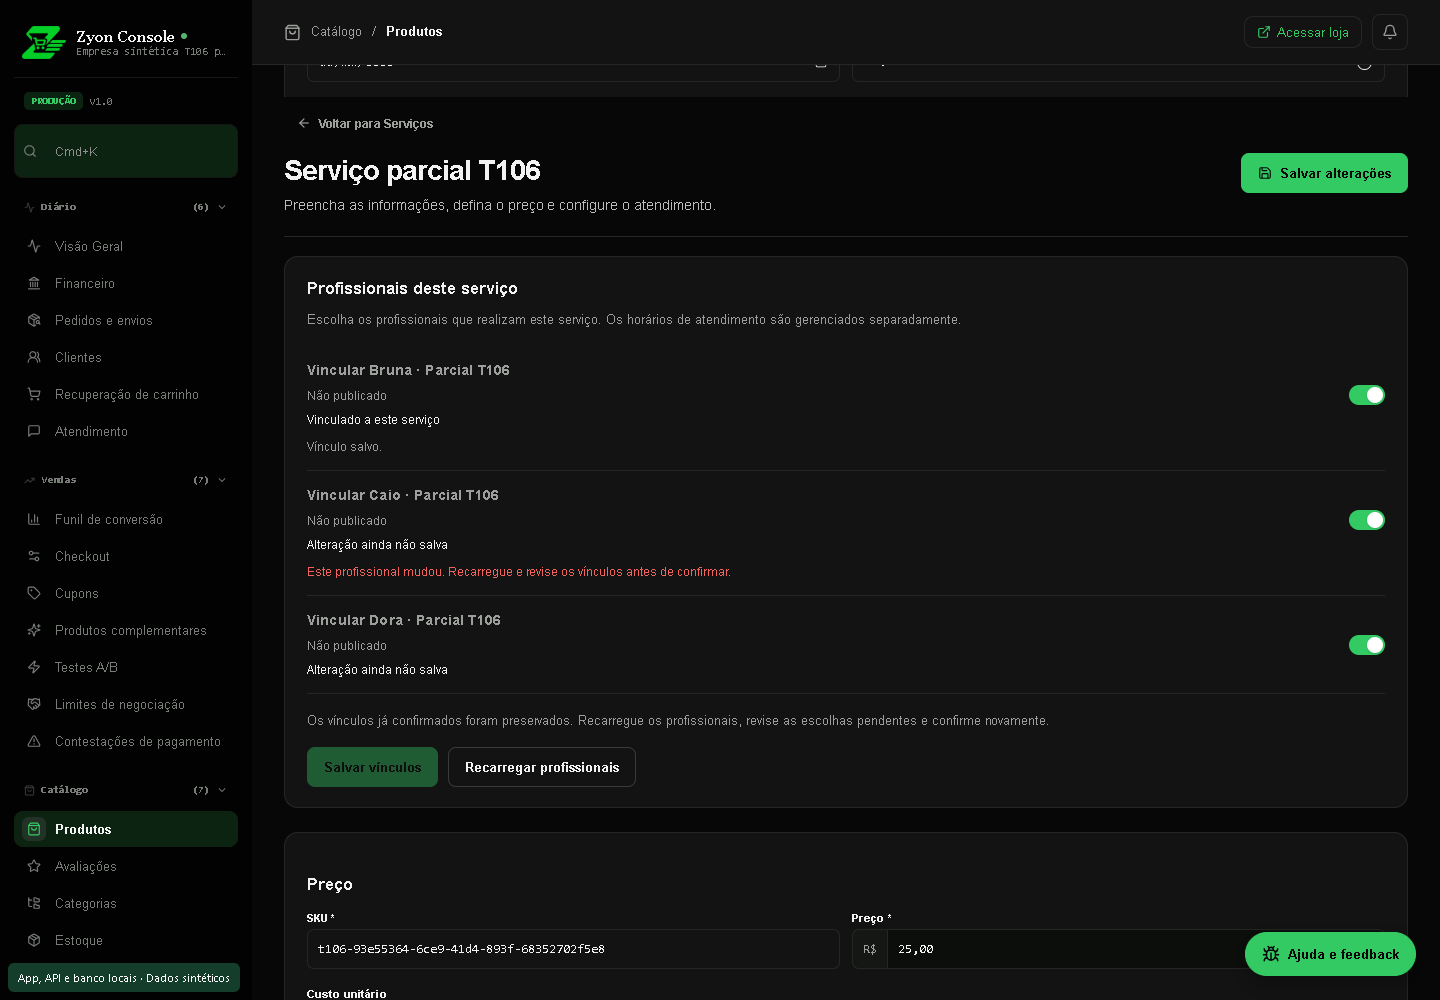 Zyon Console
Empresa sintética T106 p…
PRODUÇÃO v1.0
Cmd+K
Diário (6)
Visão Geral
Financeiro
Pedidos e envios
Clientes
Recuperação de carrinho
Atendimento
Vendas (7)
Funil de conversão
Checkout
Cupons
Produtos complementares
Testes A/B
Limites de negociação
Contestações de pagamento
Catálogo (7)
Produtos
Avaliações
Categorias
Estoque
App, API e banco locais · Dados sintéticos
Catálogo / Produtos
Acessar loja
Voltar para Serviços
Serviço parcial T106
Preencha as informações, defina o preço e configure o atendimento.
Salvar alterações
Profissionais deste serviço
Escolha os profissionais que realizam este serviço. Os horários de atendimento são gerenciados separadamente.
Vincular Bruna · Parcial T106
Não publicado
Vinculado a este serviço
Vínculo salvo.
Vincular Caio · Parcial T106
Não publicado
Alteração ainda não salva
Este profissional mudou. Recarregue e revise os vínculos antes de confirmar.
Vincular Dora · Parcial T106
Não publicado
Alteração ainda não salva
Os vínculos já confirmados foram preservados. Recarregue os profissionais, revise as escolhas pendentes e confirme novamente.
Salvar vínculos
Recarregar profissionais
Preço
SKU *
Preço *
t106-93e55364-6ce9-41d4-893f-68352702f5e8
R$ 25,00
Ajuda e feedback
Custo unitário